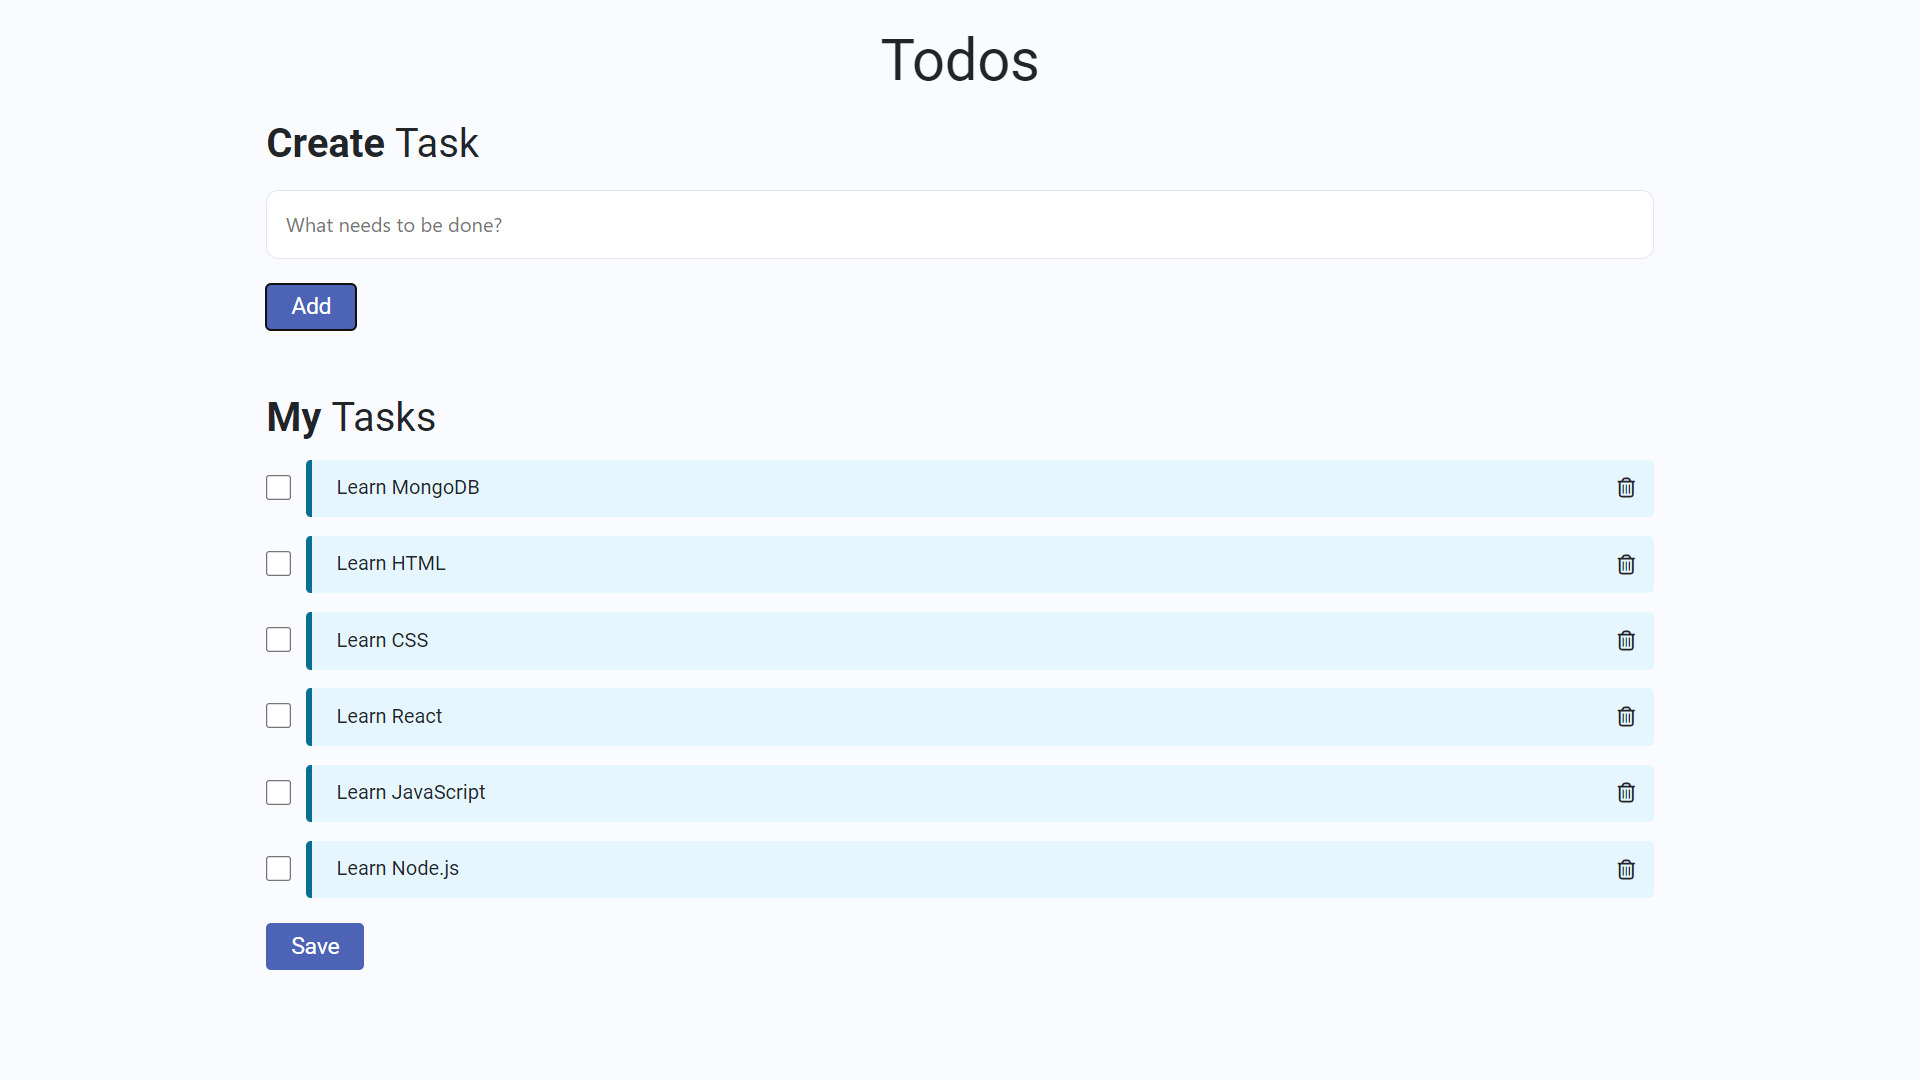 Todos
Create Task
What needs to be done?
Add
My Tasks
Learn MongoDB
Learn HTML
Learn CSS
Learn React
Learn JavaScript
Learn Node.js
Save